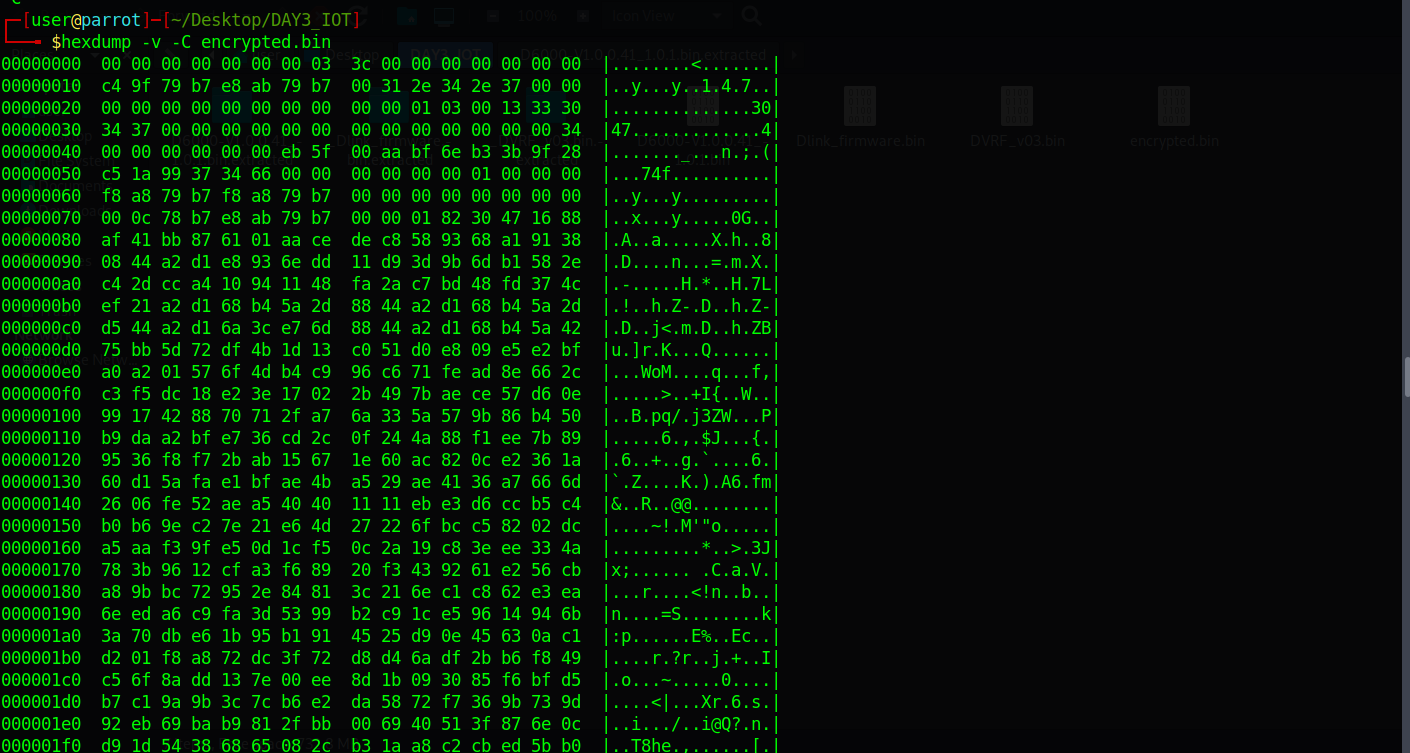 [user@parrot]─[~/Desktop/DAY3_IOT]
$hexdump -v -C encrypted.bin
00000000  00 00 00 00 00 00 00 03  3c 00 00 00 00 00 00 00  |........<.......|
00000010  c4 9f 79 b7 e8 ab 79 b7  00 31 2e 34 2e 37 00 00  |..y...y..1.4.7..|
00000020  00 00 00 00 00 00 00 00  00 01 03 00 13 33 30  |..............30|
00000030  34 37 00 00 00 00 00 00  00 00 00 00 00 00 00 34  |47.............4|
00000040  00 00 00 00 00 00 eb 5f  00 aa bf 6e b3 3b 9f 28  |......._...n.;.(|
00000050  c5 1a 99 37 34 66 00 00  00 00 00 00 01 00 00 00  |...74f..........|
00000060  f8 a8 79 b7 f8 a8 79 b7  00 00 00 00 00 00 00 00  |..y...y.........|
00000070  00 0c 78 b7 e8 ab 79 b7  00 00 01 82 30 47 16 88  |..x...y.....0G..|
00000080  af 41 bb 87 61 01 aa ce  de c8 58 93 68 a1 91 38  |.A..a.....X.h..8|
00000090  08 44 a2 d1 e8 93 6e dd  11 d9 3d 9b 6d b1 58 2e  |.D....n...=.m.X.|
000000a0  c4 2d cc a4 10 94 11 48  fa 2a c7 bd 48 fd 37 4c  |.-.....H.*..H.7L|
000000b0  ef 21 a2 d1 68 b4 5a 2d  88 44 a2 d1 68 b4 5a 2d  |.!..h.Z-.D..h.Z-|
000000c0  d5 44 a2 d1 6a 3c e7 6d  88 44 a2 d1 68 b4 5a 42  |.D..j<.m.D..h.ZB|
000000d0  75 bb 5d 72 df 4b 1d 13  c0 51 d0 e8 09 e5 e2 bf  |u.]r.K...Q......|
000000e0  a0 a2 01 57 6f 4d b4 c9  96 c6 71 fe ad 8e 66 2c  |...WoM....q...f,|
000000f0  c3 f5 dc 18 e2 3e 17 02  2b 49 7b ae ce 57 d6 0e  |.....>..+I{..W..|
00000100  99 17 42 88 70 71 2f a7  6a 33 5a 57 9b 86 b4 50  |..B.pq/.j3ZW...P|
00000110  b9 da a2 bf e7 36 cd 2c  0f 24 4a 88 f1 ee 7b 89  |.....6.,.$J...{.|
00000120  95 36 f8 f7 2b ab 15 67  1e 60 ac 82 0c e2 36 1a  |.6..+..g.`....6.|
00000130  60 d1 5a fa e1 bf ae 4b  a5 29 ae 41 36 a7 66 6d  |`.Z....K.).A6.fm|
00000140  26 06 fe 52 ae a5 40 40  11 11 eb e3 d6 cc b5 c4  |&..R..@@........|
00000150  b0 b6 9e c2 7e 21 e6 4d  27 22 6f bc c5 82 02 dc  |....~!.M'"o.....|
00000160  a5 aa f3 9f e5 0d 1c f5  0c 2a 19 c8 3e ee 33 4a  |.........*..>.3J|
00000170  78 3b 96 12 cf a3 f6 89  20 f3 43 92 61 e2 56 cb  |x;...... .C.a.V.|
00000180  a8 9b bc 72 95 2e 84 81  3c 21 6e c1 c8 62 e3 ea  |...r....<!n..b..|
00000190  6e ed a6 c9 fa 3d 53 99  b2 c9 1c e5 96 14 94 6b  |n....=S........k|
000001a0  3a 70 db e6 1b 95 b1 91  45 25 d9 0e 45 63 0a c1  |:p......E%..Ec..|
000001b0  d2 01 f8 a8 72 dc 3f 72  d8 d4 6a df 2b b6 f8 49  |....r.?r..j.+..I|
000001c0  c5 6f 8a dd 13 7e 00 ee  8d 1b 09 30 85 f6 bf d5  |.o...~.....0....|
000001d0  b7 c1 9a 9b 3c 7c b6 e2  da 58 72 f7 36 9b 73 9d  |....<|...Xr.6.s.|
000001e0  92 eb 69 ba b9 81 2f bb  00 69 40 51 3f 87 6e 0c  |..i.../..i@Q?.n.|
000001f0  d9 1d 54 38 68 65 08 2c  b3 1a a8 c2 cb ed 5b b0  |..T8he.,......[.|
100%
Icon View
DAY3_IOT
Dlink_firmware.bin
DVRF_v03.bin
encrypted.bin